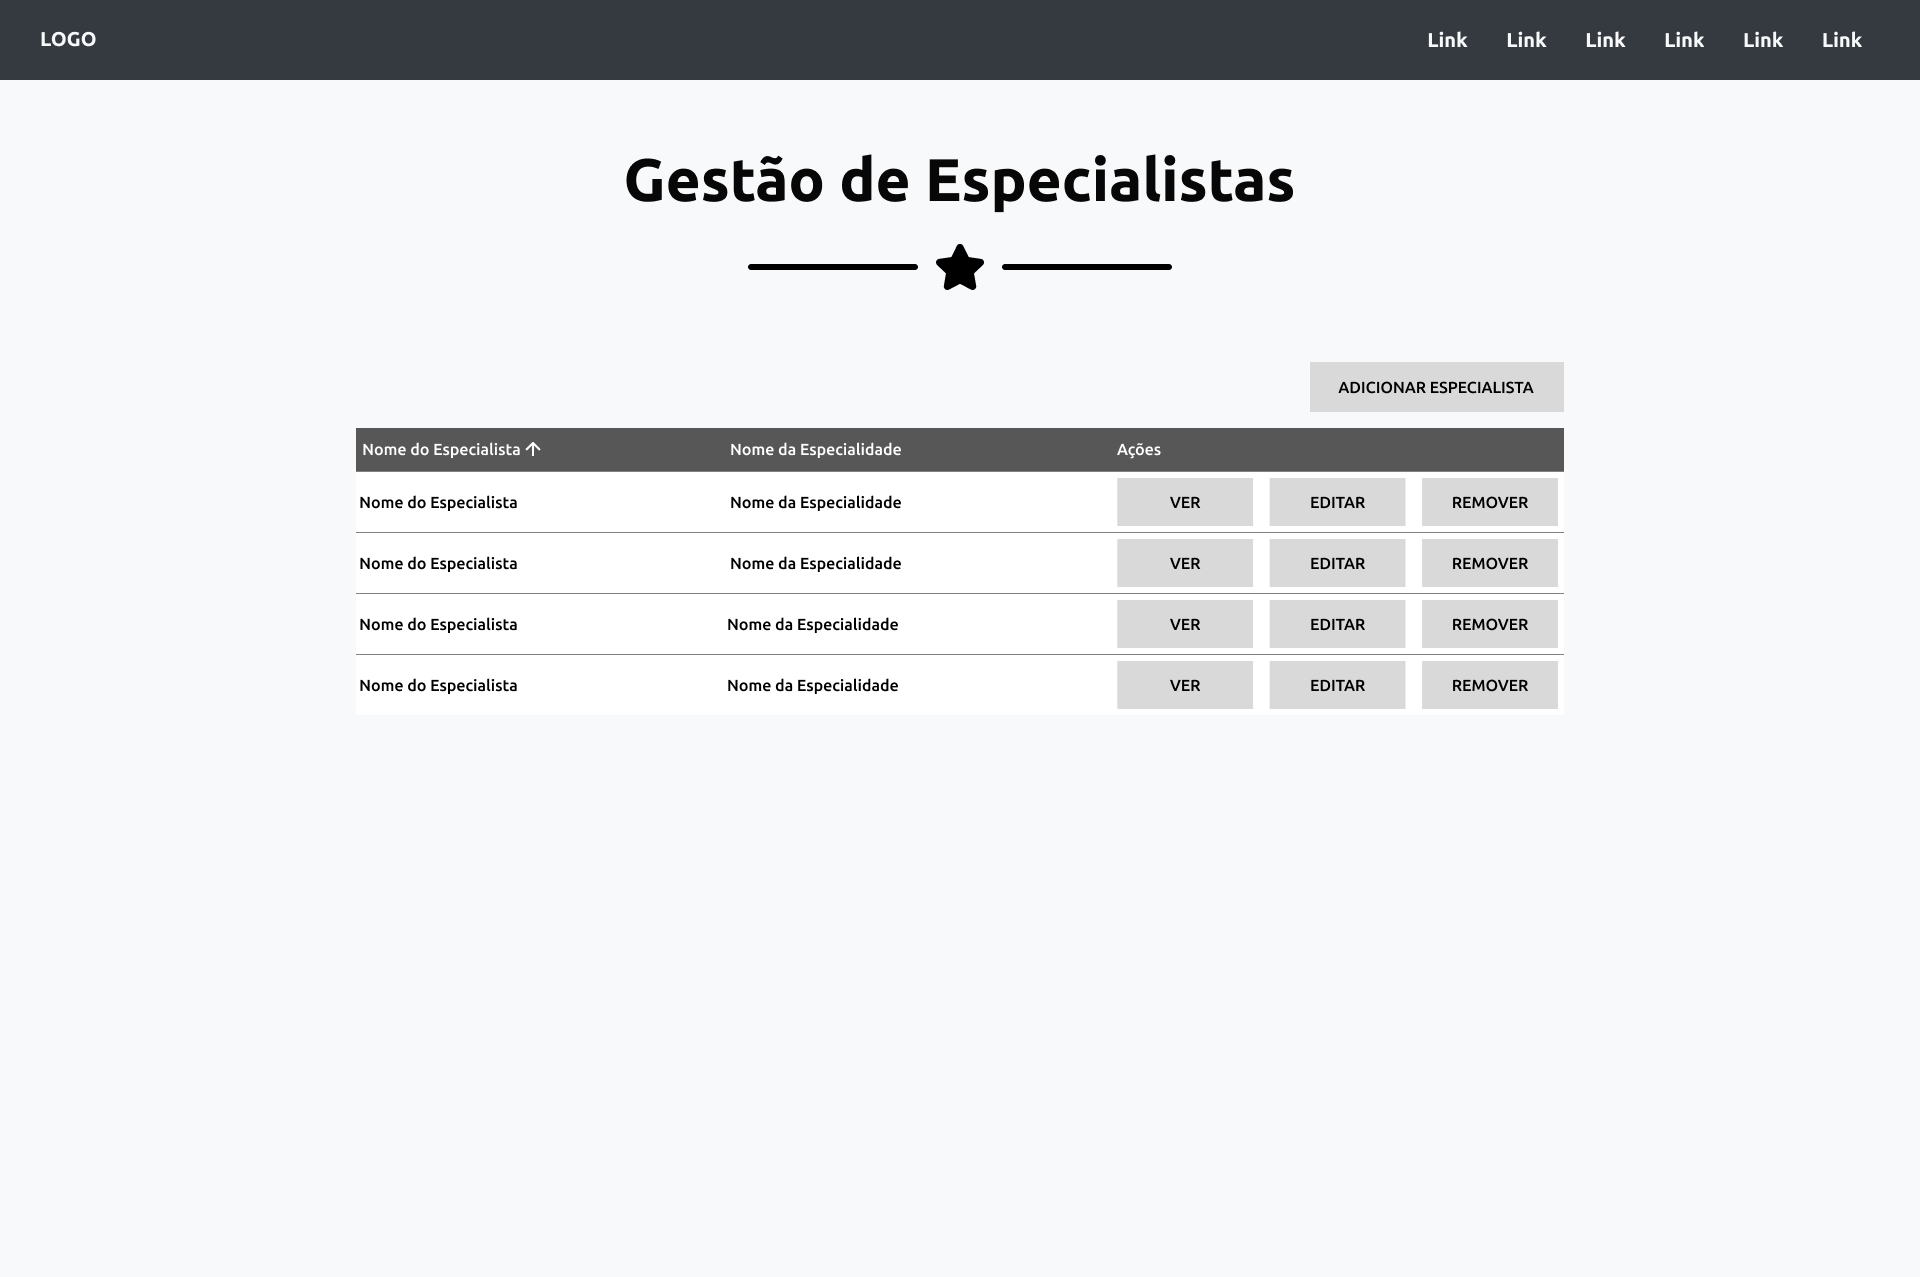 LOGO Link Link Link Link Link Link
Gestão de Especialistas
ADICIONAR ESPECIALISTA
Nome do Especialista Nome da Especialidade Ações
Nome do Especialista Nome da Especialidade VER EDITAR REMOVER
Nome do Especialista Nome da Especialidade VER EDITAR REMOVER
Nome do Especialista Nome da Especialidade VER EDITAR REMOVER
Nome do Especialista Nome da Especialidade VER EDITAR REMOVER